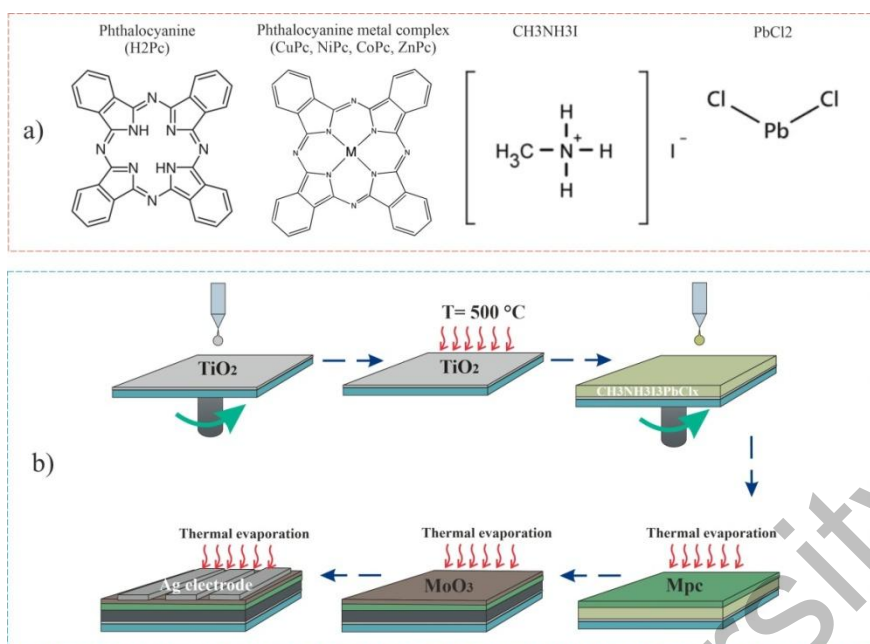 Phthalocyanine
(H2Pc)
Phthalocyanine metal complex
(CuPc, NiPc, CoPc, ZnPc)
CH3NH3I
PbCl2
a)
NH
N
N
N
N
N
HN
N
N
N
N
N
M
N
N
N
N
N
H
H3C
N
+
H
H
I−
Cl
Cl
Pb
b)
TiO2
T= 500 °C
TiO2
CH3NH3I3PbClx
Thermal evaporation
Ag electrode
Thermal evaporation
MoO3
Thermal evaporation
Mpc
ersity